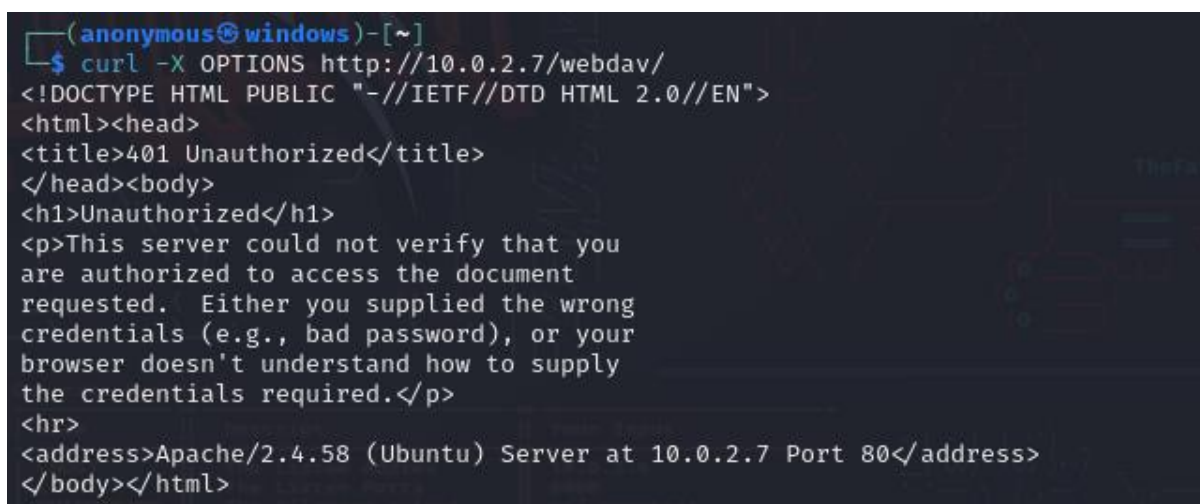 ┌──(anonymous㉿windows)-[~]
└─$ curl -X OPTIONS http://10.0.2.7/webdav/
<!DOCTYPE HTML PUBLIC "-//IETF//DTD HTML 2.0//EN">
<html><head>
<title>401 Unauthorized</title>
</head><body>
<h1>Unauthorized</h1>
<p>This server could not verify that you
are authorized to access the document
requested.  Either you supplied the wrong
credentials (e.g., bad password), or your
browser doesn't understand how to supply
the credentials required.</p>
<hr>
<address>Apache/2.4.58 (Ubuntu) Server at 10.0.2.7 Port 80</address>
</body></html>